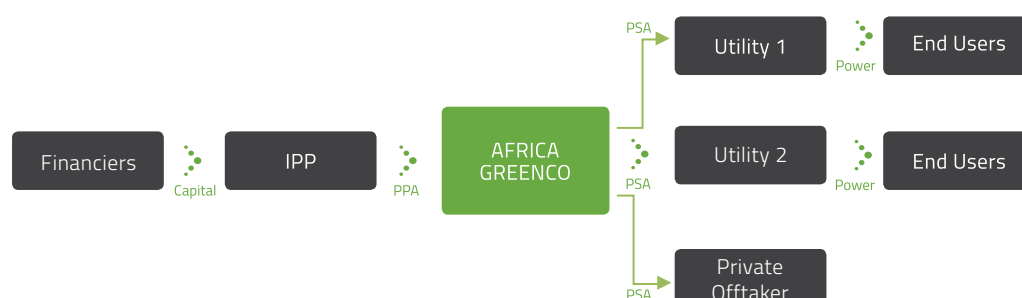 PSA
Utility 1
Power
End Users
Financiers
Capital
IPP
PPA
AFRICA
GREENCO
PSA
Utility 2
Power
End Users
PSA
Private
Offtaker